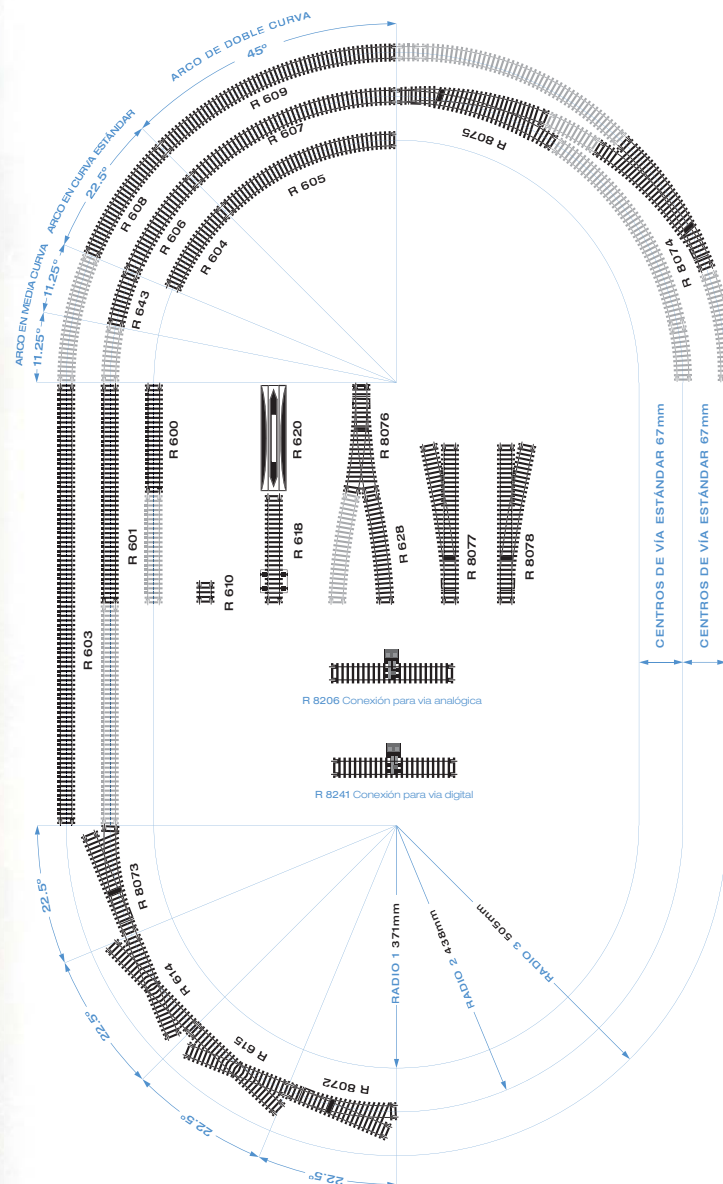 ARCO DE DOBLE CURVA
45º
ARCO EN CURVA ESTÁNDAR
22.5º
ARCO EN MEDIA CURVA
11.25º
11.25º
R 609
R 607
R 605
R 608
R 606
R 604
R 643
R 8075
R 8074
R 600
R 620
R 8076
R 601
R 618
R 610
R 628
R 8077
R 8078
R 603
CENTROS DE VÍA ESTÁNDAR 67mm
CENTROS DE VÍA ESTÁNDAR 67mm
R 8206 Conexión para via analógica
R 8241 Conexión para via digital
R 8073
R 614
R 615
R 8072
22.5º
22.5º
22.5º
22.5º
RADIO 1 371mm
RADIO 2 438mm
RADIO 3 505mm